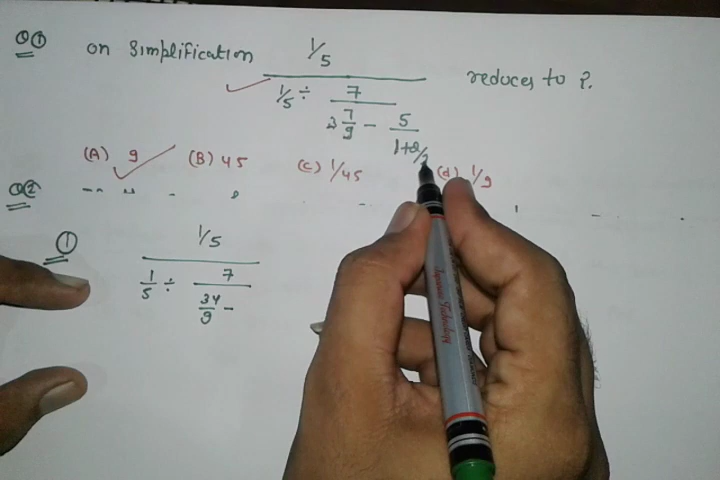 Q① on Simplification 1/5 reduces to ?.
1/5 ÷ 7
3 7/9 - 5
1+2/
(A) 9 (B) 45 (C) 1/45 (d) 1/9
Q②
① 1/5
1/5 ÷ 7
34/9 -